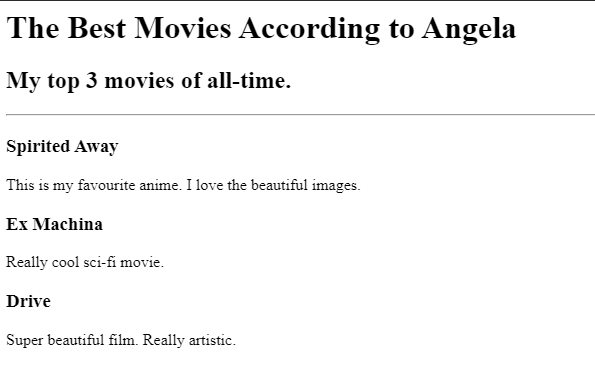 The Best Movies According to Angela
My top 3 movies of all-time.
Spirited Away
This is my favourite anime. I love the beautiful images.
Ex Machina
Really cool sci-fi movie.
Drive
Super beautiful film. Really artistic.